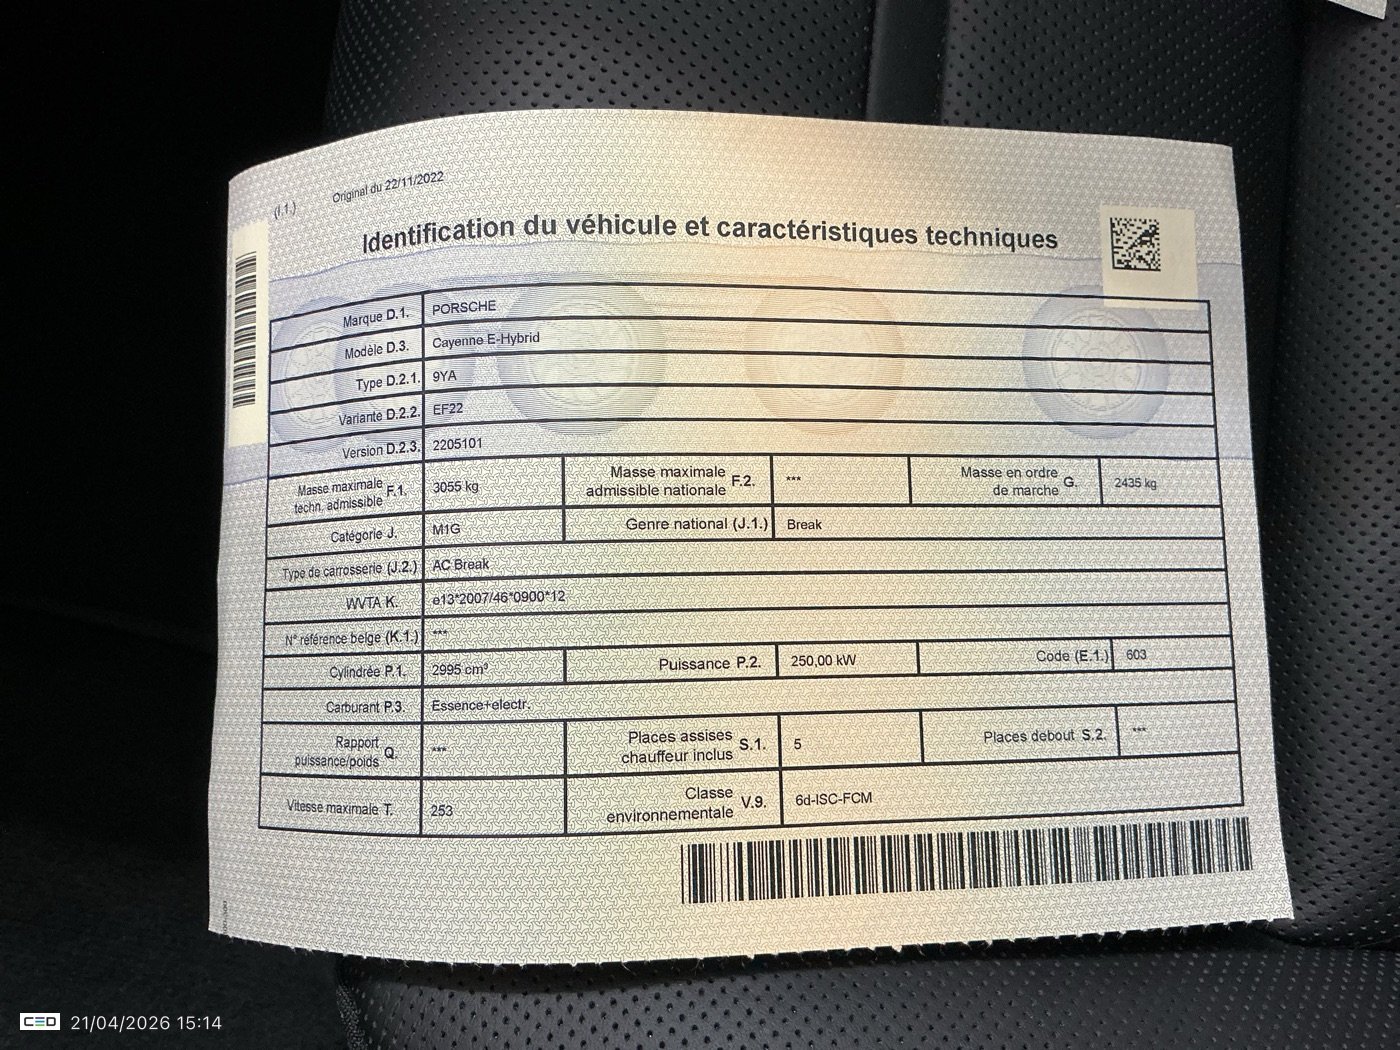 (I.1.) Original du 22/11/2022
Identification du véhicule et caractéristiques techniques
Marque D.1. PORSCHE
Modèle D.3. Cayenne E-Hybrid
Type D.2.1. 9YA
Variante D.2.2. EF22
Version D.2.3. 2205101
Masse maximale techn. admissible F.1. 3055 kg Masse maximale admissible nationale F.2. *** Masse en ordre de marche G. 2435 kg
Catégorie J. M1G Genre national (J.1.) Break
Type de carrosserie (J.2.) AC Break
WVTA K. e13*2007/46*0900*12
N° référence belge (K.1.) ***
Cylindrée P.1. 2995 cm³ Puissance P.2. 250,00 kW Code (E.1.) 603
Carburant P.3. Essence+electr.
Rapport puissance/poids Q. *** Places assises chauffeur inclus S.1. 5 Places debout S.2. ***
Vitesse maximale T. 253 Classe environnementale V.9. 6d-ISC-FCM
CED 21/04/2026 15:14